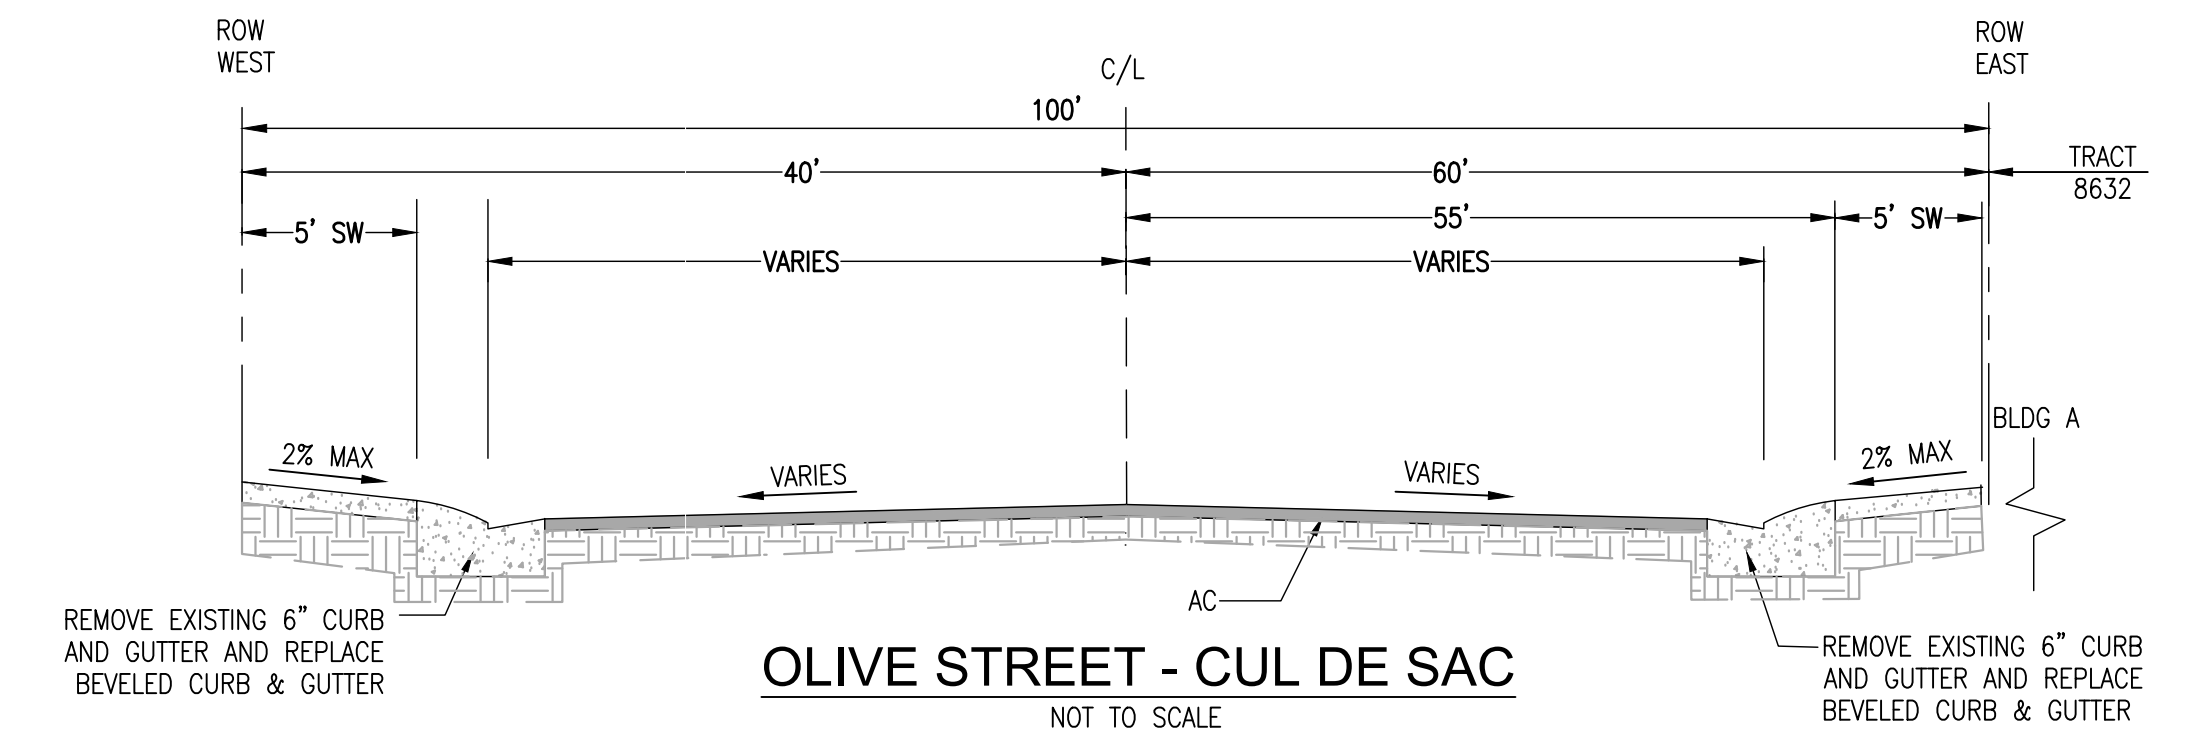 ROW
WEST
C/L
ROW
EAST
100'
40'
60'
TRACT
8632
55'
5' SW
5' SW
VARIES
VARIES
BLDG A
2% MAX
VARIES
VARIES
2% MAX
AC
REMOVE EXISTING 6" CURB
AND GUTTER AND REPLACE
BEVELED CURB & GUTTER
REMOVE EXISTING 6" CURB
AND GUTTER AND REPLACE
BEVELED CURB & GUTTER
OLIVE STREET - CUL DE SAC
NOT TO SCALE